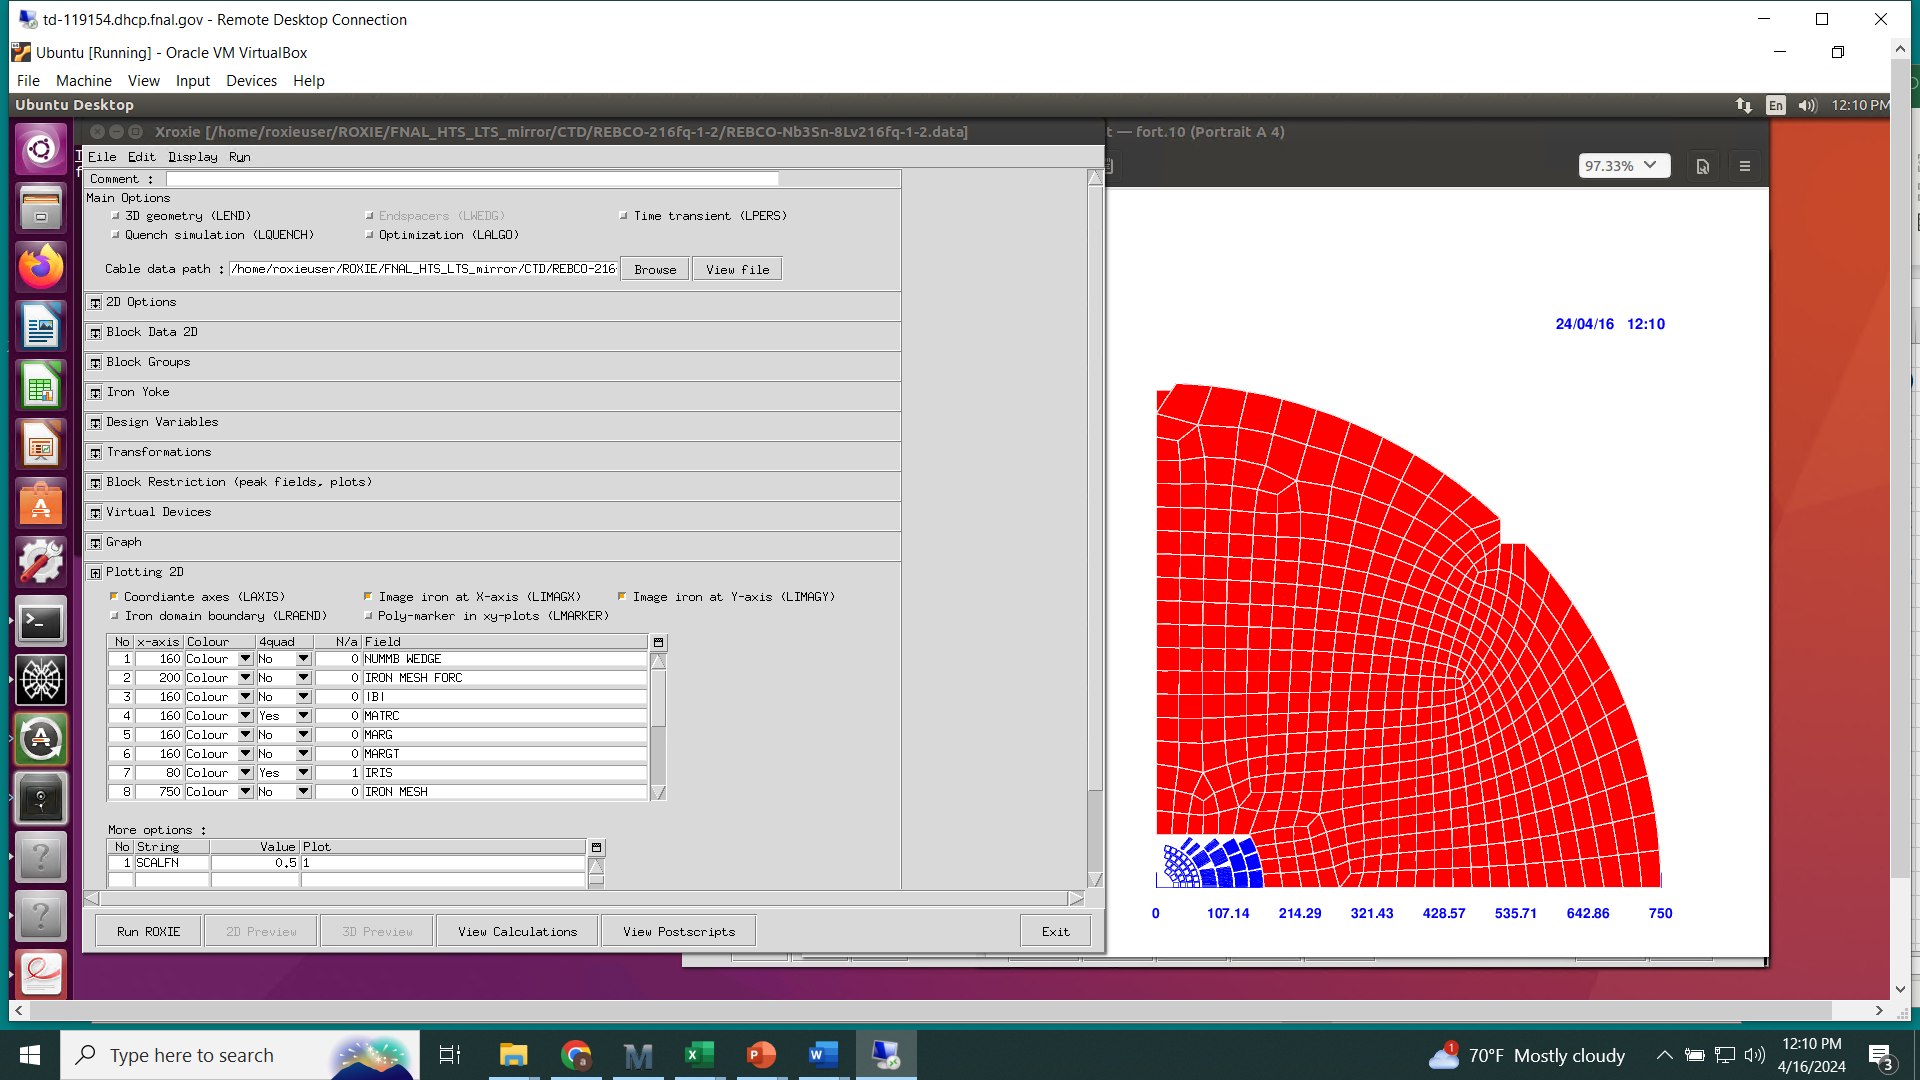 td-119154.dhcp.fnal.gov - Remote Desktop Connection
Ubuntu [Running] - Oracle VM VirtualBox
File Machine View Input Devices Help
Ubuntu Desktop
En 12:10 PM
Xroxie [/home/roxieuser/ROXIE/FNAL_HTS_LTS_mirror/CTD/REBCO-216fq-1-2/REBCO-Nb3Sn-8Lv216fq-1-2.data]
t — fort.10 (Portrait A 4)
File Edit Display Run
97.33%
Comment :
Main Options
3D geometry (LEND) Endspacers (LWEDG) Time transient (LPERS)
Quench simulation (LQUENCH) Optimization (LALGO)
Cable data path : /home/roxieuser/ROXIE/FNAL_HTS_LTS_mirror/CTD/REBCO-216 Browse View file
2D Options
Block Data 2D
Block Groups
Iron Yoke
Design Variables
Transformations
Block Restriction (peak fields, plots)
Virtual Devices
Graph
Plotting 2D
Coordiante axes (LAXIS) Image iron at X-axis (LIMAGX) Image iron at Y-axis (LIMAGY)
Iron domain boundary (LRAEND) Poly-marker in xy-plots (LMARKER)
No x-axis Colour 4quad N/a Field
1 160 Colour No 0 NUMMB WEDGE
2 200 Colour No 0 IRON MESH FORC
3 160 Colour No 0 |B|
4 160 Colour Yes 0 MATRC
5 160 Colour No 0 MARG
6 160 Colour No 0 MARGT
7 80 Colour Yes 1 IRIS
8 750 Colour No 0 IRON MESH
More options :
No String Value Plot
1 SCALFN 0.5 1
Run ROXIE 2D Preview 3D Preview View Calculations View Postscripts Exit
24/04/16 12:10
0 107.14 214.29 321.43 428.57 535.71 642.86 750
Type here to search
70°F Mostly cloudy
12:10 PM
4/16/2024
1
3